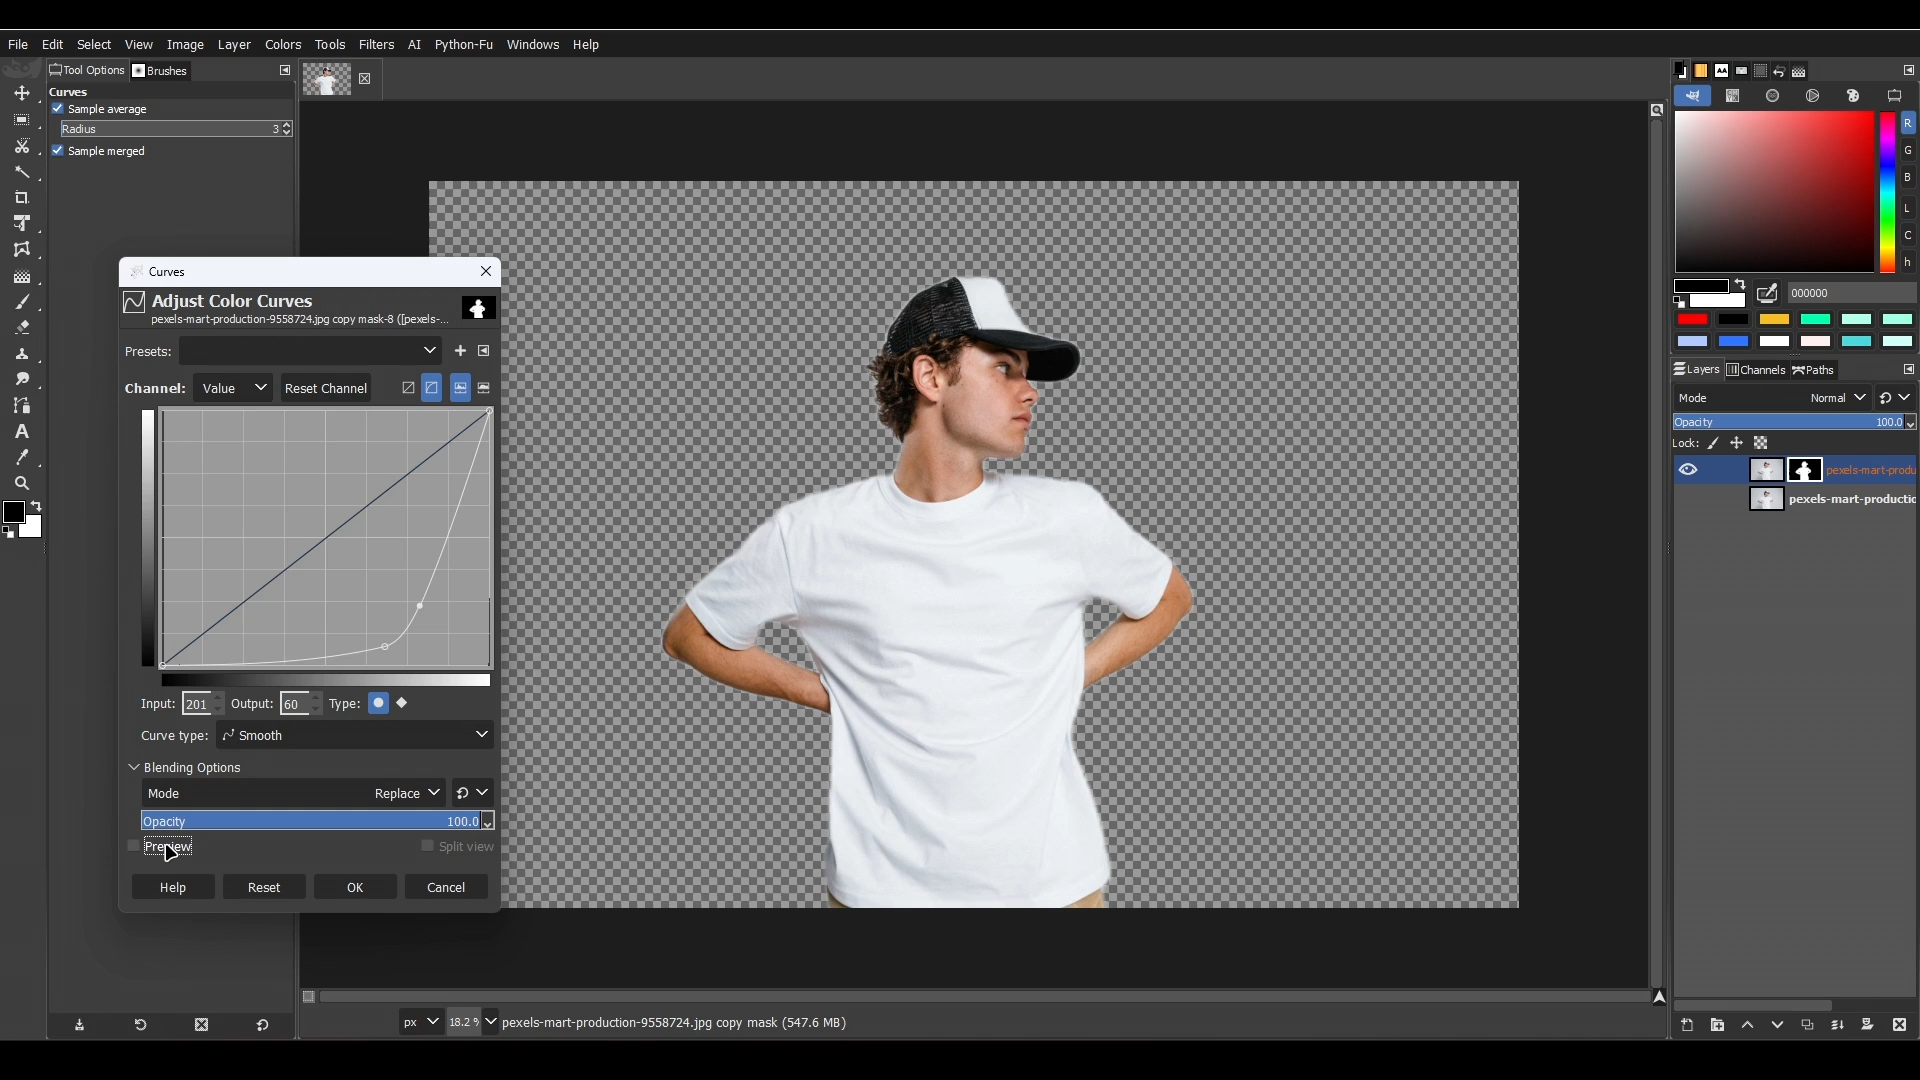 File Edit Select View Image Layer Colors Tools Filters AI Python-Fu Windows Help
Tool Options Brushes
Curves
Sample average
Radius 3
Sample merged
Curves
Adjust Color Curves
pexels-mart-production-9558724.jpg copy mask-8 ([pexels-...
Presets:
Channel: Value Reset Channel
Input: 201 Output: 60 Type:
Curve type: Smooth
Blending Options
Mode Replace
Opacity 100.0
Preview Split view
Help Reset OK Cancel
px 18.2 % pexels-mart-production-9558724.jpg copy mask (547.6 MB)
R
G
B
L
C
h
000000
Layers Channels Paths
Mode Normal
Opacity 100.0
Lock:
pexels-mart-produ
pexels-mart-productio